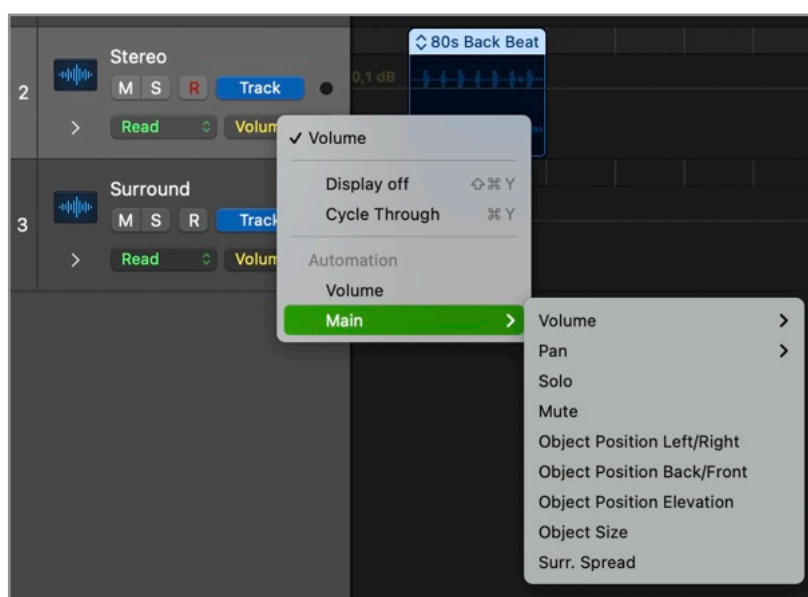 Stereo
80s Back Beat
2
M S R Track
0,1 dB
Read
Volum
Volume
Display off ⇧⌘Y
Cycle Through ⌘Y
Automation
Volume
Main
Surround
3
M S R Track
Read
Volum
Volume
Pan
Solo
Mute
Object Position Left/Right
Object Position Back/Front
Object Position Elevation
Object Size
Surr. Spread